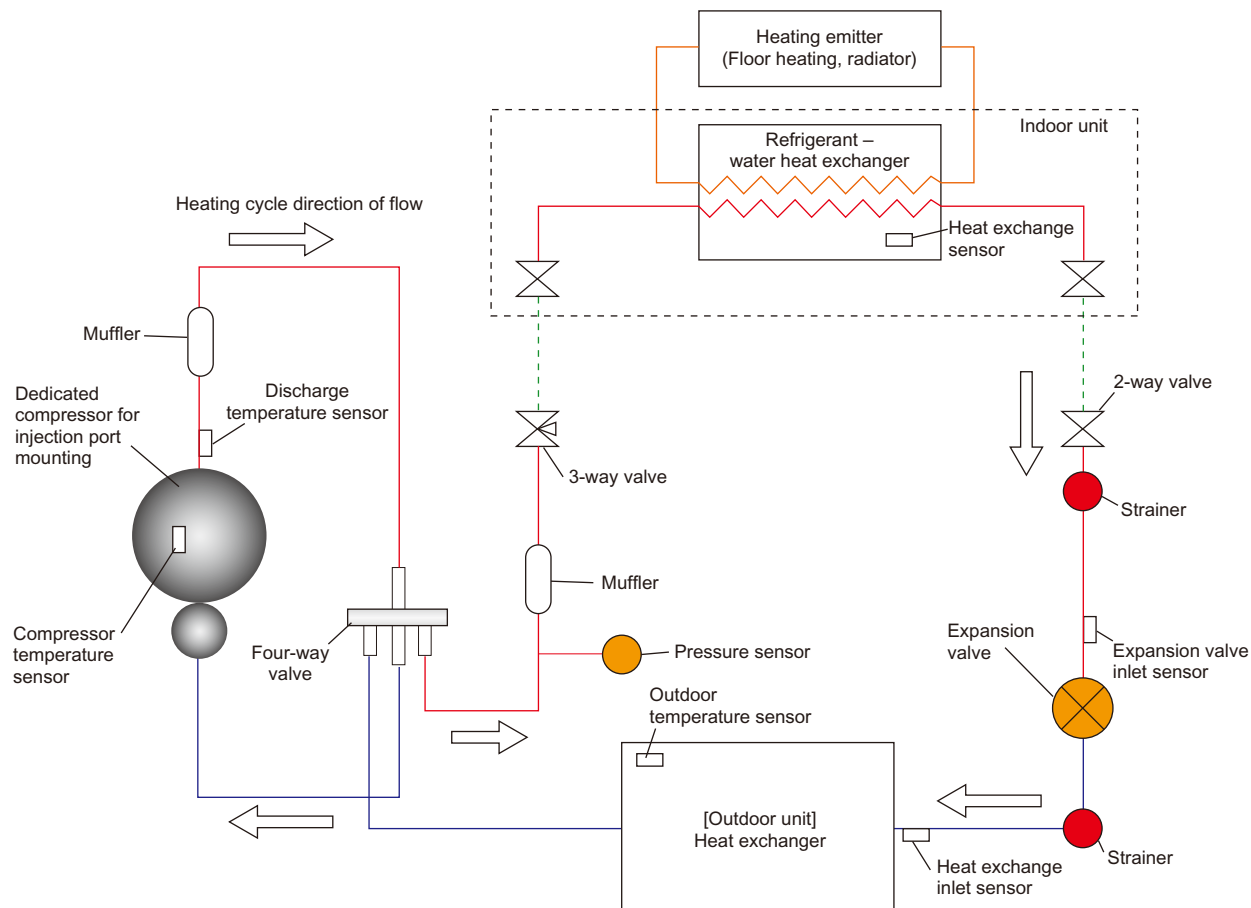 Heating emitter
(Floor heating, radiator)
Indoor unit
Refrigerant –
water heat exchanger
Heating cycle direction of flow
Heat exchange
sensor
Muffler
2-way valve
Dedicated
compressor for
injection port
mounting
Discharge
temperature sensor
3-way valve
Strainer
Muffler
Compressor
temperature
sensor
Four-way
valve
Pressure sensor
Expansion
valve
Expansion valve
inlet sensor
Outdoor
temperature sensor
[Outdoor unit]
Heat exchanger
Heat exchange
inlet sensor
Strainer